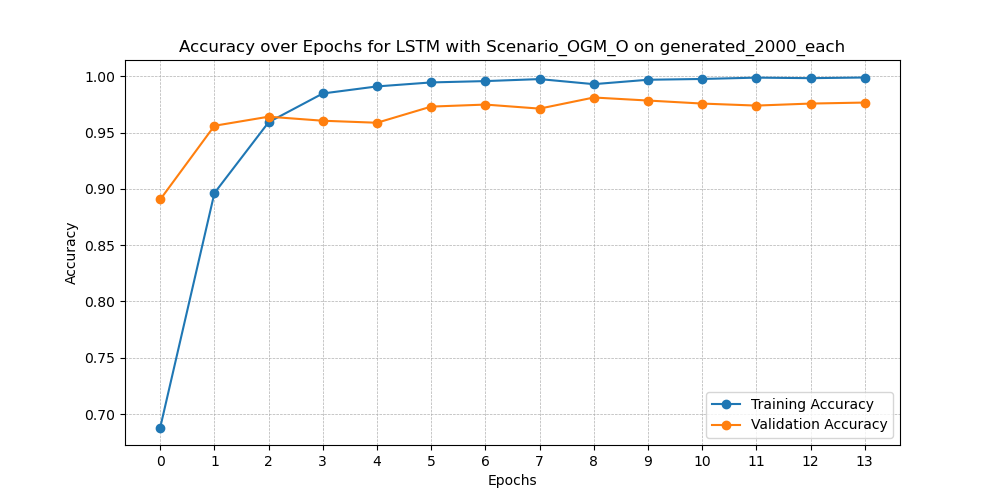 Accuracy over Epochs for LSTM with Scenario_OGM_O on generated_2000_each
1.00
0.95
0.90
0.85
0.80
0.75
0.70
Accuracy
0 1 2 3 4 5 6 7 8 9 10 11 12 13
Epochs
Training Accuracy
Validation Accuracy